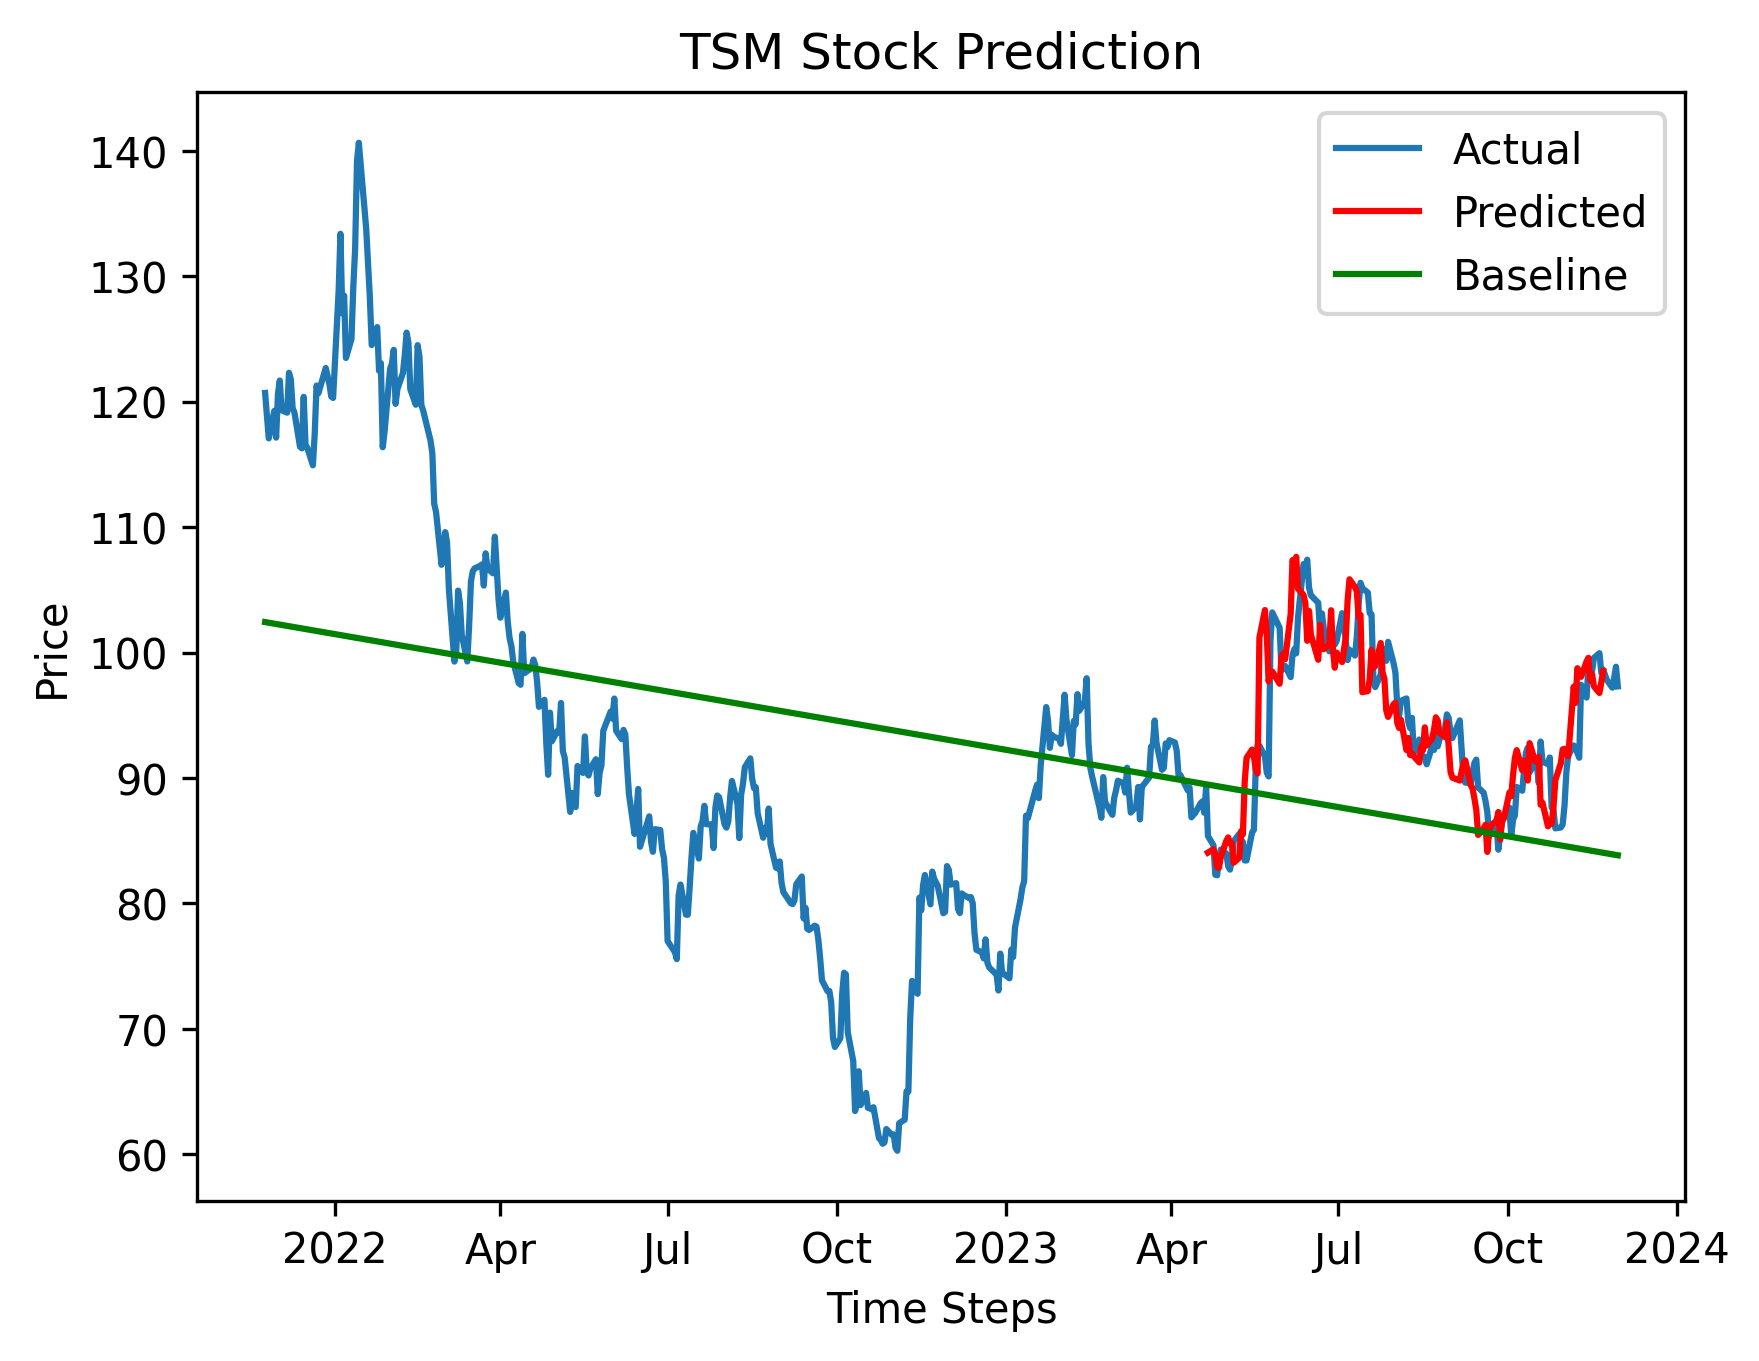 TSM Stock Prediction
Actual
Predicted
Baseline
140
130
120
110
100
90
80
70
60
Price
2022 Apr Jul Oct 2023 Apr Jul Oct 2024
Time Steps